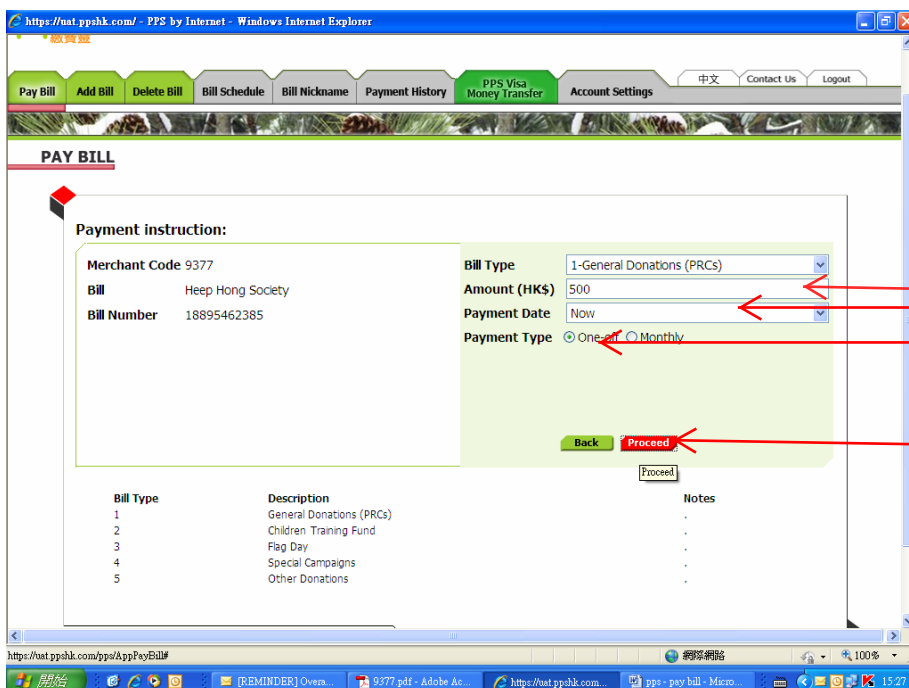 https://uat.ppshk.com/ - PPS by Internet - Windows Internet Explorer
繳費靈
中文 Contact Us Logout
Pay Bill Add Bill Delete Bill Bill Schedule Bill Nickname Payment History PPS Visa Money Transfer Account Settings
PAY BILL
Payment instruction:
Merchant Code 9377
Bill Heep Hong Society
Bill Number 18895462385
Bill Type 1-General Donations (PRCs)
Amount (HK$) 500
Payment Date Now
Payment Type One-off Monthly
Back Proceed
Proceed
Bill Type Description Notes
1 General Donations (PRCs) .
2 Children Training Fund .
3 Flag Day .
4 Special Campaigns .
5 Other Donations .
https://uat.ppshk.com/pps/AppPayBill# 網際網路 100%
開始 [REMINDER] Overa... 9377.pdf - Adobe Ac... https://uat.ppshk.com... pps - pay bill - Micro... 15:27